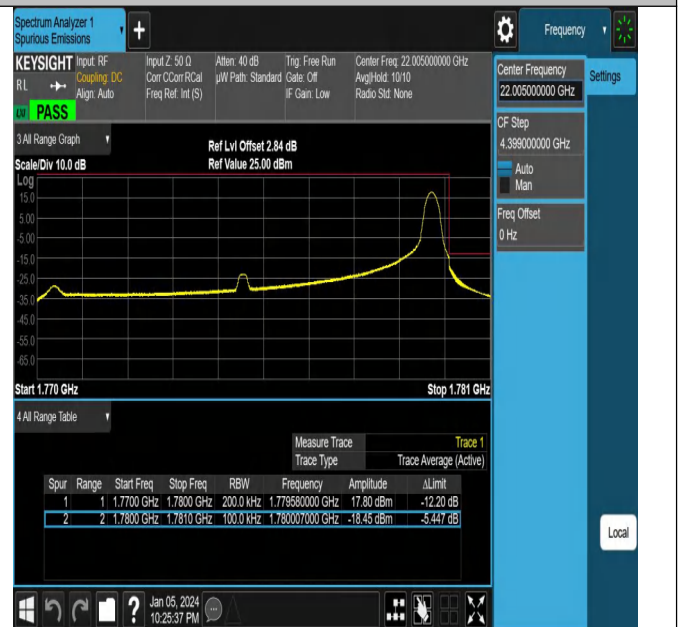 Spectrum Analyzer 1
Spurious Emissions
+
Frequency
KEYSIGHT Input: RF Input Z: 50 Ω Atten: 40 dB Trig: Free Run Center Freq: 22.005000000 GHz
RL Coupling: DC Corr CCorr RCal µW Path: Standard Gate: Off Avg|Hold: 10/10
Align: Auto Freq Ref: Int (S) IF Gain: Low Radio Std: None
PASS
Center Frequency
22.005000000 GHz
Settings
CF Step
4.399000000 GHz
Auto
Man
Freq Offset
0 Hz
3 All Range Graph
Ref Lvl Offset 2.84 dB
Scale/Div 10.0 dB Ref Value 25.00 dBm
Log
15.0
5.00
-5.00
-15.0
-25.0
-35.0
-45.0
-55.0
-65.0
Start 1.770 GHz Stop 1.781 GHz
4 All Range Table
Measure Trace Trace 1
Trace Type Trace Average (Active)
Spur Range Start Freq Stop Freq RBW Frequency Amplitude ΔLimit
1 1 1.7700 GHz 1.7800 GHz 200.0 kHz 1.779580000 GHz 17.80 dBm -12.20 dB
2 2 1.7800 GHz 1.7810 GHz 100.0 kHz 1.780007000 GHz -18.45 dBm -5.447 dB
Local
? Jan 05, 2024
10:25:37 PM